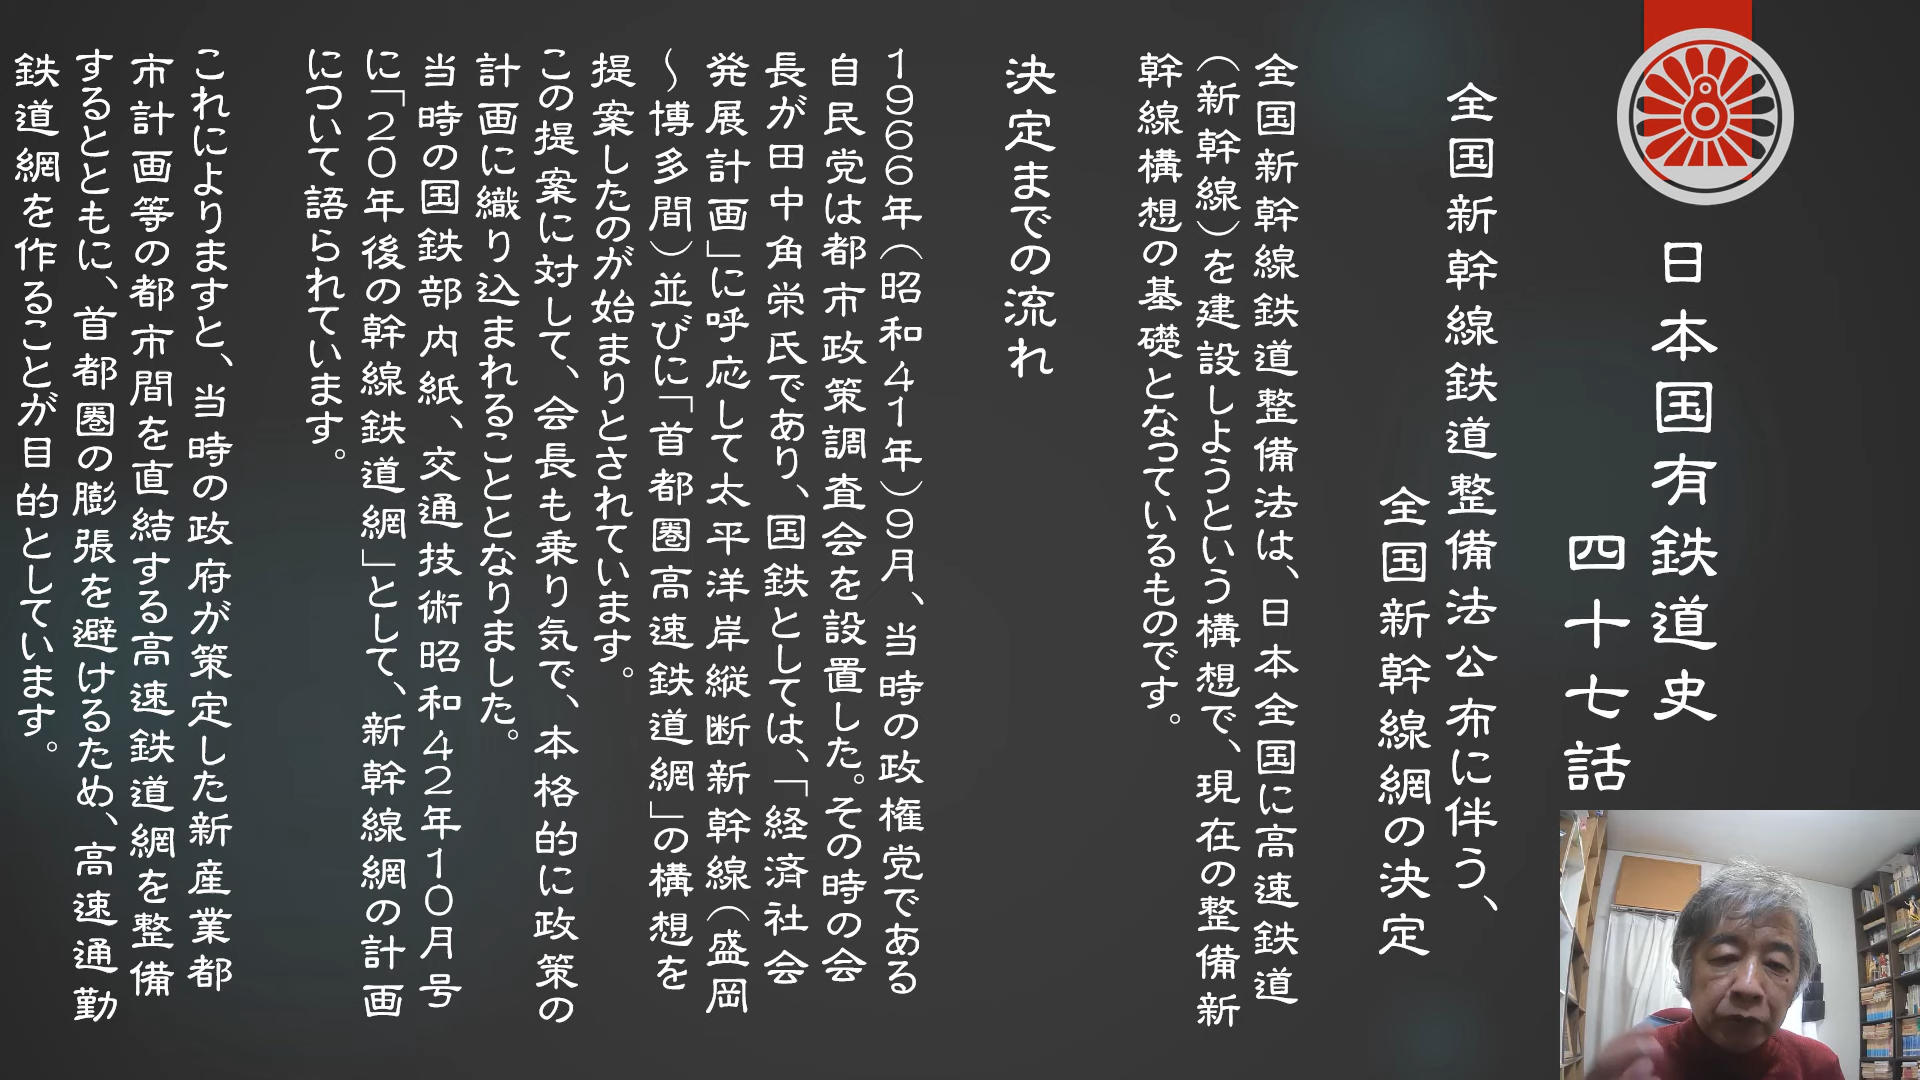 日本国有鉄道史
四十七話
全国新幹線鉄道整備法公布に伴う、
全国新幹線網の決定
全国新幹線鉄道整備法は、日本全国に高速鉄道
（新幹線）を建設しようという構想で、現在の整備新
幹線構想の基礎となっているものです。
決定までの流れ
1966年（昭和41年）9月、当時の政権党である
自民党は都市政策調査会を設置した。その時の会
長が田中角栄氏であり、国鉄としては、「経済社会
発展計画」に呼応して太平洋岸縦断新幹線（盛岡
～博多間）並びに「首都圏高速鉄道網」の構想を
提案したのが始まりとされています。
この提案に対して、会長も乗り気で、本格的に政策の
計画に織り込まれることとなりました。
当時の国鉄部内紙、交通技術昭和42年10月号
に「20年後の幹線鉄道網」として、新幹線網の計画
について語られています。
これによりますと、当時の政府が策定した新産業都
市計画等の都市間を直結する高速鉄道網を整備
するとともに、首都圏の膨張を避けるため、高速通勤
鉄道網を作ることが目的としています。